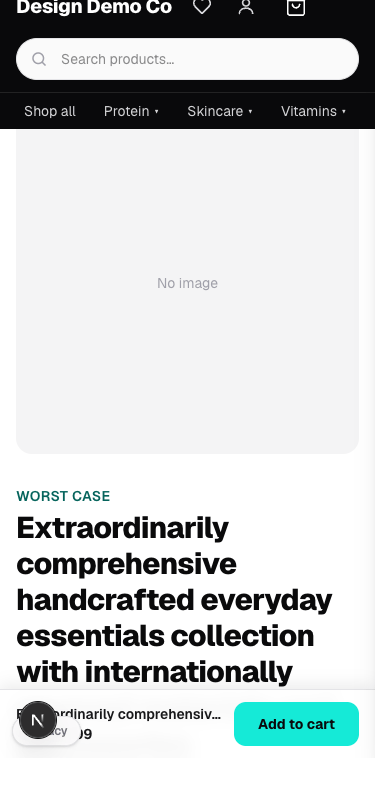 Design Demo Co
Search products...
Shop all Protein Skincare Vitamins
No image
WORST CASE
Extraordinarily
comprehensive
handcrafted everyday
essentials collection
with internationally
comprehensiv...
Add to cart
N